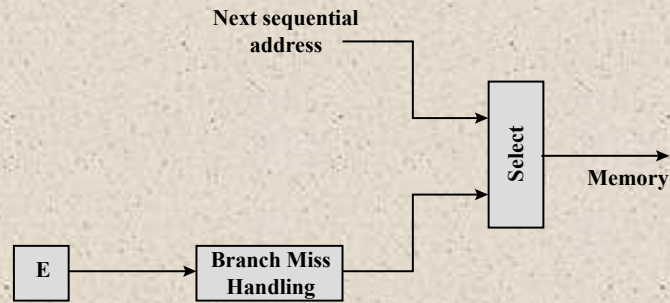 Next sequential
address
Select
Memory
E
Branch Miss
Handling